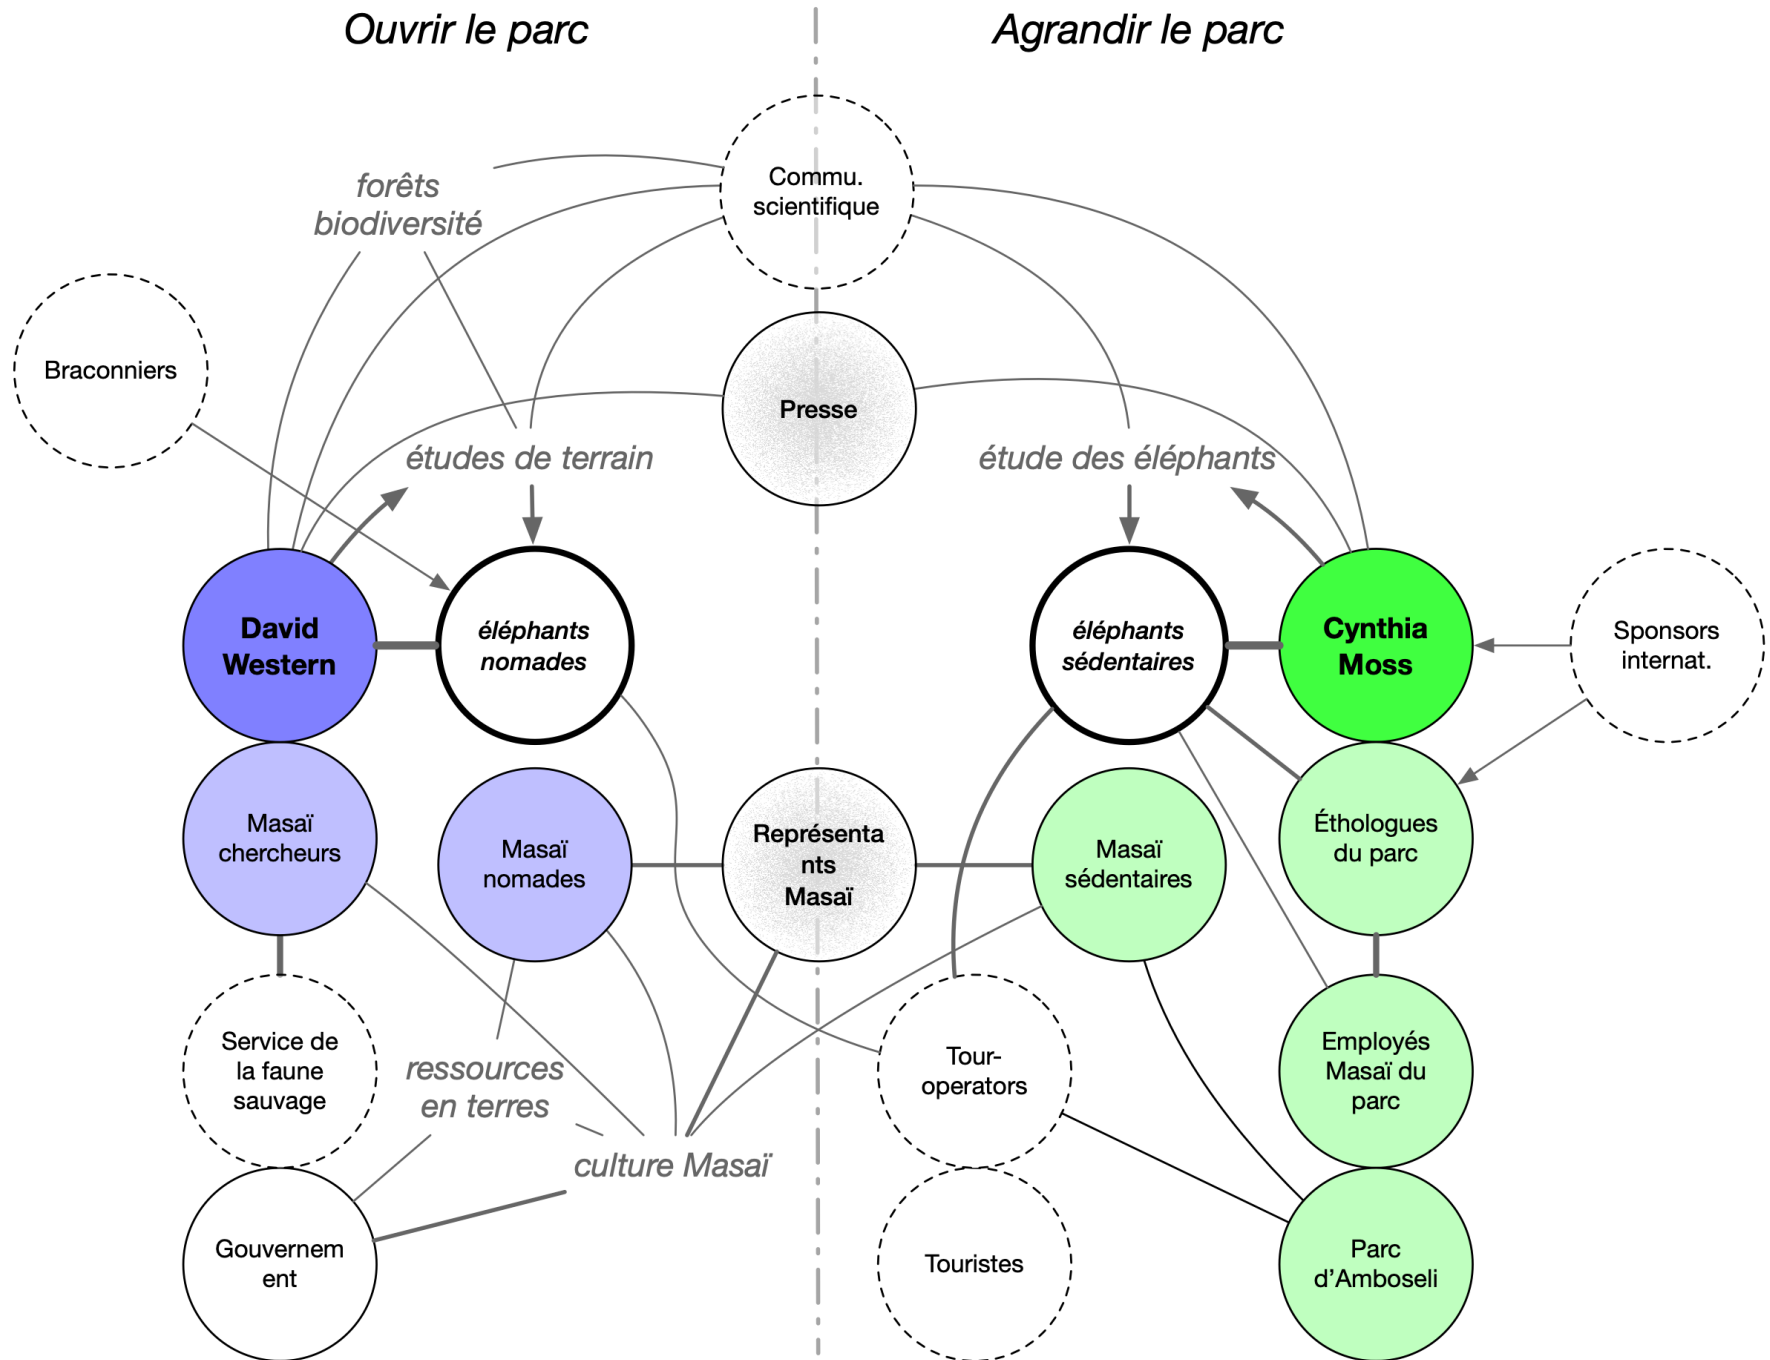 Ouvrir le parc
Agrandir le parc
Commu.
scientifique
forêts
biodiversité
Braconniers
Presse
études de terrain
étude des éléphants
David
Western
éléphants
nomades
éléphants
sédentaires
Cynthia
Moss
Sponsors
internat.
Masaï
chercheurs
Masaï
nomades
Représenta
nts
Masaï
Masaï
sédentaires
Éthologues
du parc
Service de
la faune
sauvage
ressources
en terres
Tour-
operators
Employés
Masaï du
parc
culture Masaï
Gouvernem
ent
Touristes
Parc
d’Amboseli